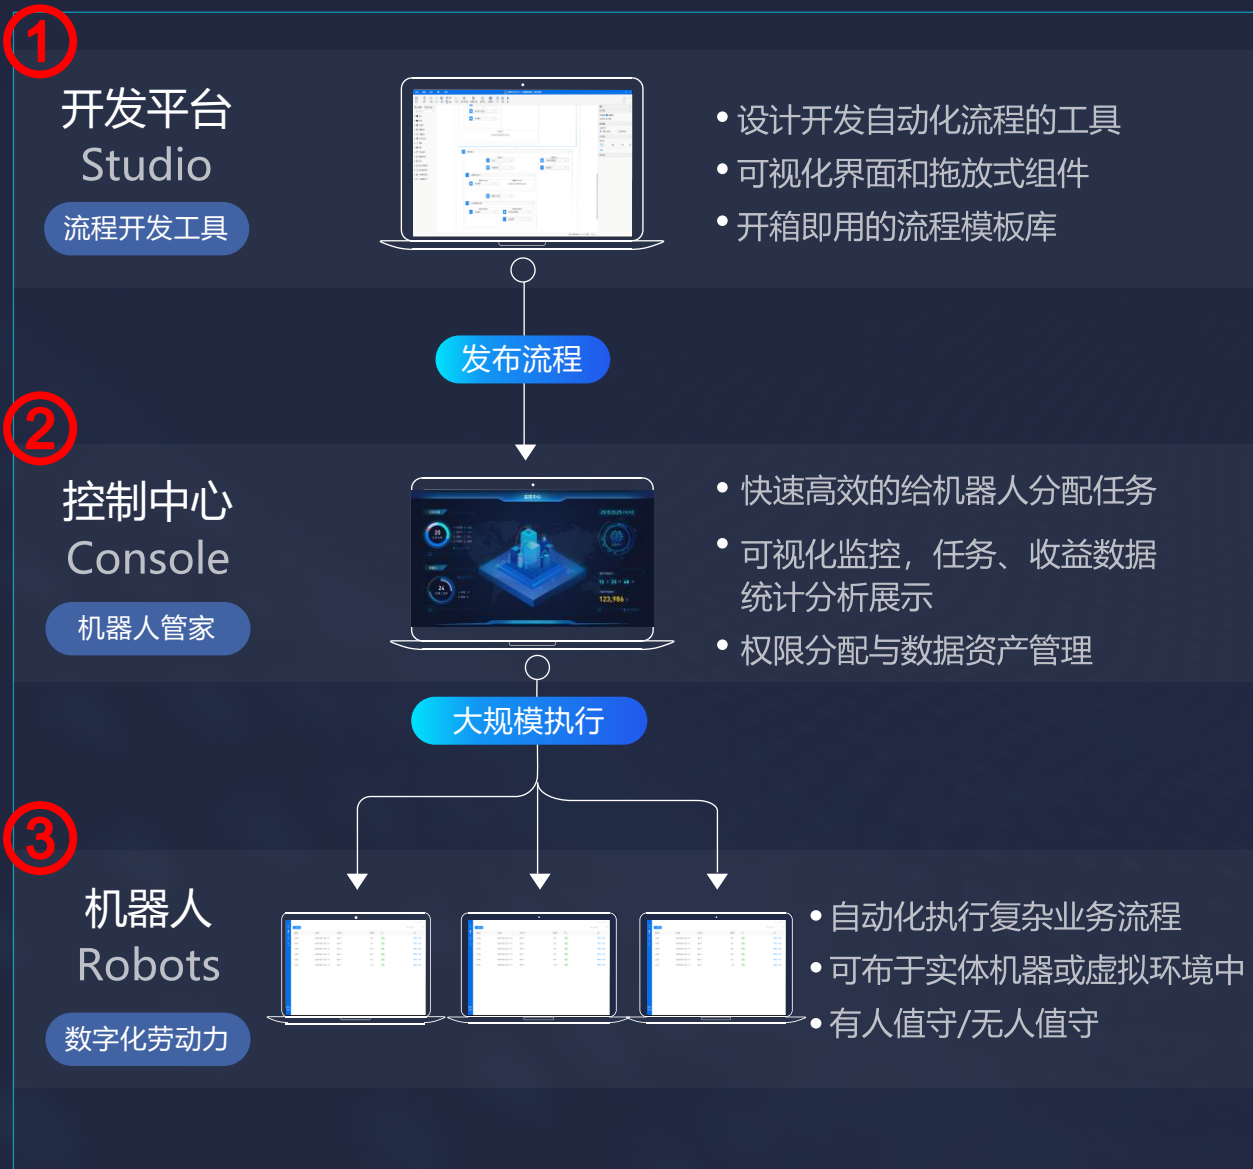 ①
开发平台
Studio
流程开发工具
• 设计开发自动化流程的工具
• 可视化界面和拖放式组件
• 开箱即用的流程模板库
发布流程
②
控制中心
Console
机器人管家
• 快速高效的给机器人分配任务
• 可视化监控，任务、收益数据
统计分析展示
• 权限分配与数据资产管理
123,986
大规模执行
③
机器人
Robots
数字化劳动力
• 自动化执行复杂业务流程
• 可布于实体机器或虚拟环境中
• 有人值守/无人值守